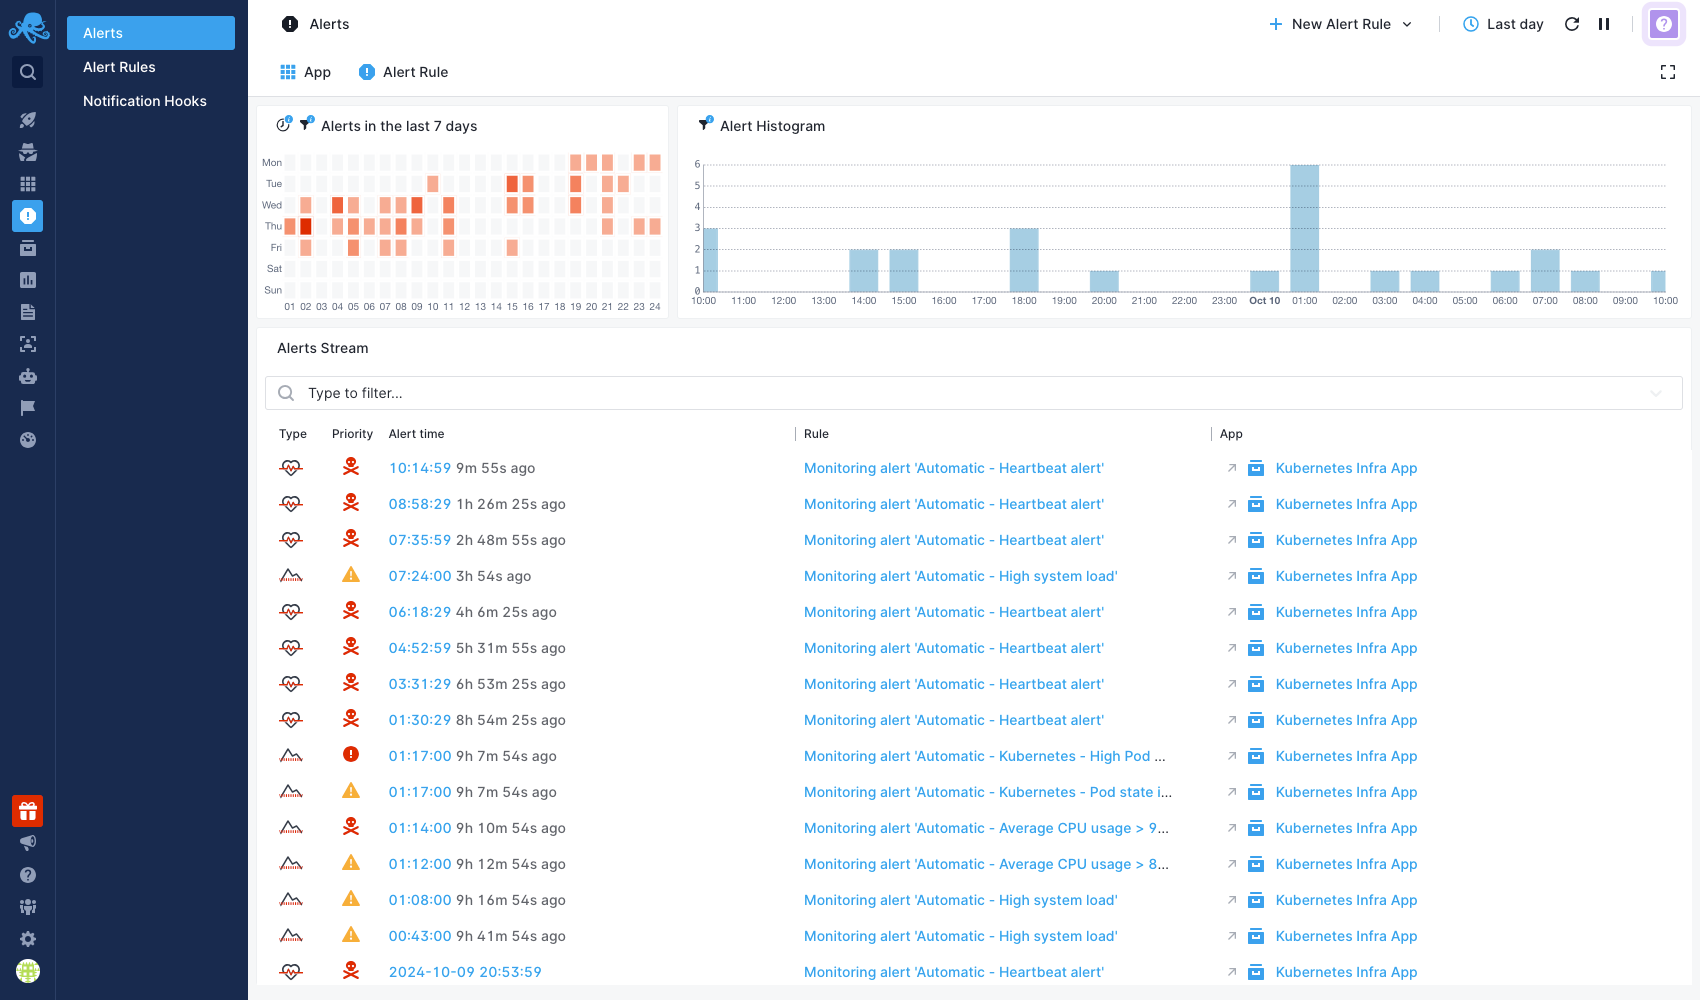 Alerts
Alert Rules
Notification Hooks
Alerts
New Alert Rule
Last day
App
Alert Rule
Alerts in the last 7 days
Mon
Tue
Wed
Thu
Fri
Sat
Sun
01 02 03 04 05 06 07 08 09 10 11 12 13 14 15 16 17 18 19 20 21 22 23 24
Alert Histogram
6
5
4
3
2
1
0
10:00 11:00 12:00 13:00 14:00 15:00 16:00 17:00 18:00 19:00 20:00 21:00 22:00 23:00 Oct 10 01:00 02:00 03:00 04:00 05:00 06:00 07:00 08:00 09:00 10:00
Alerts Stream
Type to filter...
Type Priority Alert time Rule App
10:14:59 9m 55s ago Monitoring alert 'Automatic - Heartbeat alert' Kubernetes Infra App
08:58:29 1h 26m 25s ago Monitoring alert 'Automatic - Heartbeat alert' Kubernetes Infra App
07:35:59 2h 48m 55s ago Monitoring alert 'Automatic - Heartbeat alert' Kubernetes Infra App
07:24:00 3h 54s ago Monitoring alert 'Automatic - High system load' Kubernetes Infra App
06:18:29 4h 6m 25s ago Monitoring alert 'Automatic - Heartbeat alert' Kubernetes Infra App
04:52:59 5h 31m 55s ago Monitoring alert 'Automatic - Heartbeat alert' Kubernetes Infra App
03:31:29 6h 53m 25s ago Monitoring alert 'Automatic - Heartbeat alert' Kubernetes Infra App
01:30:29 8h 54m 25s ago Monitoring alert 'Automatic - Heartbeat alert' Kubernetes Infra App
01:17:00 9h 7m 54s ago Monitoring alert 'Automatic - Kubernetes - High Pod ... Kubernetes Infra App
01:17:00 9h 7m 54s ago Monitoring alert 'Automatic - Kubernetes - Pod state i... Kubernetes Infra App
01:14:00 9h 10m 54s ago Monitoring alert 'Automatic - Average CPU usage > 9... Kubernetes Infra App
01:12:00 9h 12m 54s ago Monitoring alert 'Automatic - Average CPU usage > 8... Kubernetes Infra App
01:08:00 9h 16m 54s ago Monitoring alert 'Automatic - High system load' Kubernetes Infra App
00:43:00 9h 41m 54s ago Monitoring alert 'Automatic - High system load' Kubernetes Infra App
2024-10-09 20:53:59 Monitoring alert 'Automatic - Heartbeat alert' Kubernetes Infra App